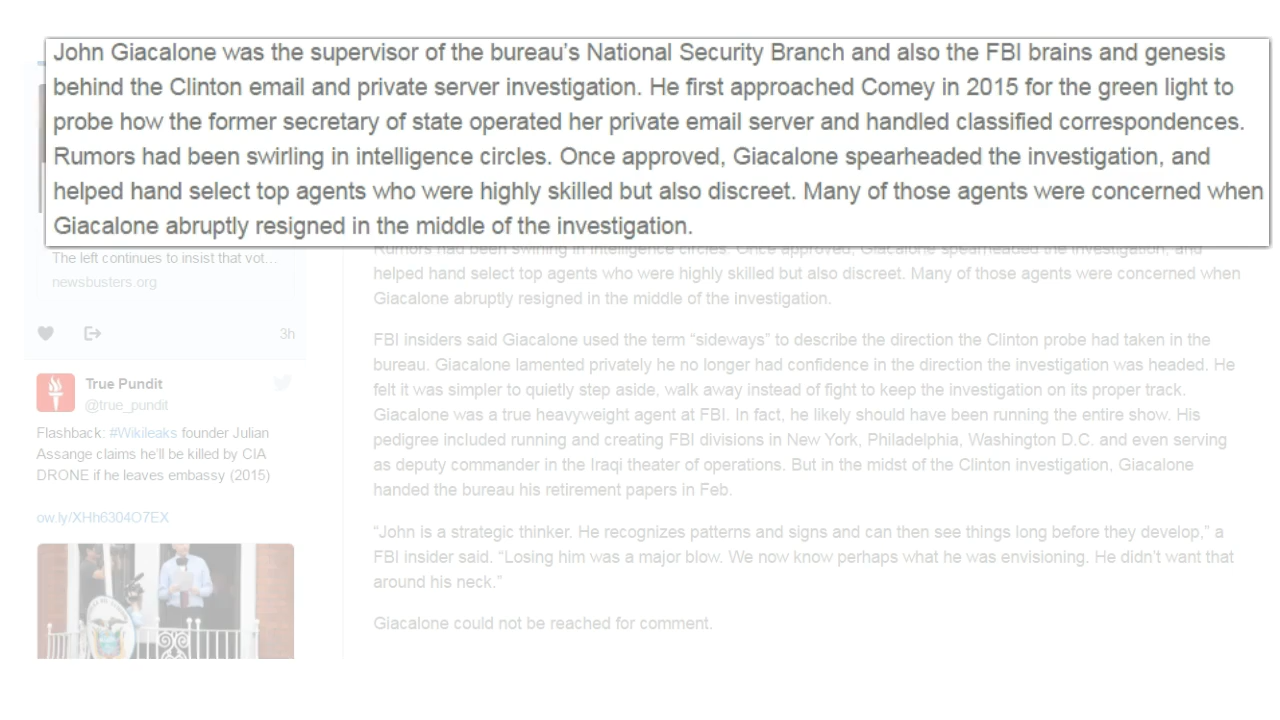 John Giacalone was the supervisor of the bureau’s National Security Branch and also the FBI brains and genesis
behind the Clinton email and private server investigation. He first approached Comey in 2015 for the green light to
probe how the former secretary of state operated her private email server and handled classified correspondences.
Rumors had been swirling in intelligence circles. Once approved, Giacalone spearheaded the investigation, and
helped hand select top agents who were highly skilled but also discreet. Many of those agents were concerned when
Giacalone abruptly resigned in the middle of the investigation.
The left continues to insist that vot...
newsbusters.org
3h
True Pundit
@true_pundit
Flashback: #Wikileaks founder Julian
Assange claims he'll be killed by CIA
DRONE if he leaves embassy (2015)
ow.ly/XHh6304O7EX
Rumors had been swirling in intelligence circles. Once approved, Giacalone spearheaded the investigation, and
helped hand select top agents who were highly skilled but also discreet. Many of those agents were concerned when
Giacalone abruptly resigned in the middle of the investigation.
FBI insiders said Giacalone used the term “sideways” to describe the direction the Clinton probe had taken in the
bureau. Giacalone lamented privately he no longer had confidence in the direction the investigation was headed. He
felt it was simpler to quietly step aside, walk away instead of fight to keep the investigation on its proper track.
Giacalone was a true heavyweight agent at FBI. In fact, he likely should have been running the entire show. His
pedigree included running and creating FBI divisions in New York, Philadelphia, Washington D.C. and even serving
as deputy commander in the Iraqi theater of operations. But in the midst of the Clinton investigation, Giacalone
handed the bureau his retirement papers in Feb.
“John is a strategic thinker. He recognizes patterns and signs and can then see things long before they develop,” a
FBI insider said. “Losing him was a major blow. We now know perhaps what he was envisioning. He didn’t want that
around his neck.”
Giacalone could not be reached for comment.